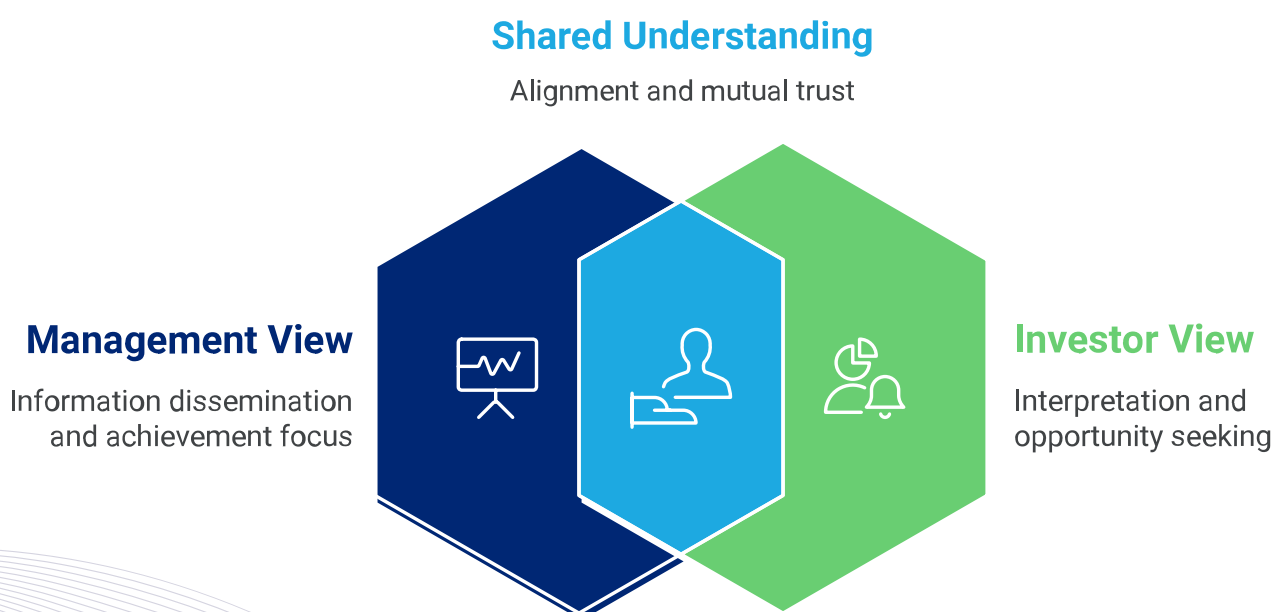 Shared Understanding
Alignment and mutual trust
Management View
Information dissemination
and achievement focus
Investor View
Interpretation and
opportunity seeking